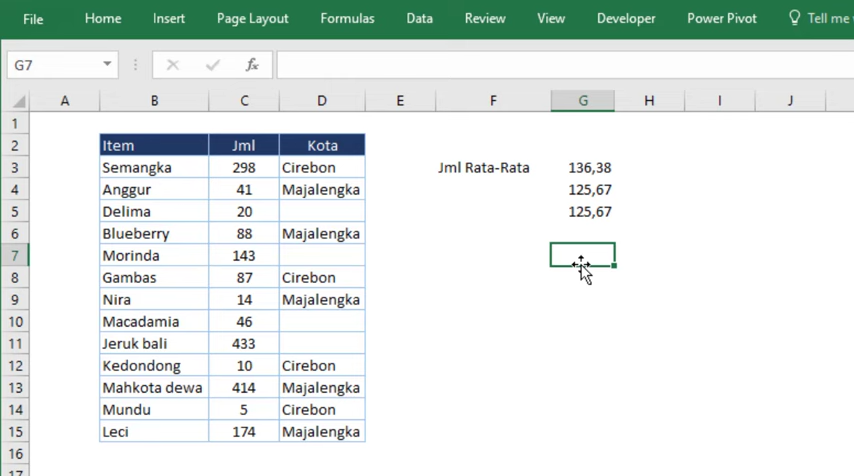 File Home Insert Page Layout Formulas Data Review View Developer Power Pivot Tell me
G7 fx
A B C D E F G H I J
1
2 Item Jml Kota
3 Semangka 298 Cirebon Jml Rata-Rata 136,38
4 Anggur 41 Majalengka 125,67
5 Delima 20 125,67
6 Blueberry 88 Majalengka
7 Morinda 143
8 Gambas 87 Cirebon
9 Nira 14 Majalengka
10 Macadamia 46
11 Jeruk bali 433
12 Kedondong 10 Cirebon
13 Mahkota dewa 414 Majalengka
14 Mundu 5 Cirebon
15 Leci 174 Majalengka
16
17